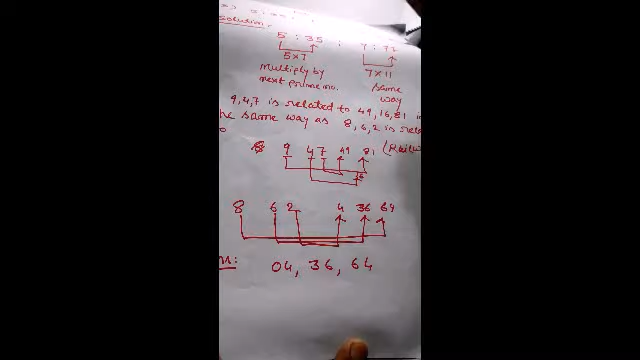 Solution.
5 : 35 : 7 : 77
5×7 7×11
Multiply by same
next prime no. way
9,4,7 is related to 49,16,81 in
same way as 8,6,2 is
9 4 7 49 81 (Railw
16
8 6 2 4 36 64
04, 36, 64